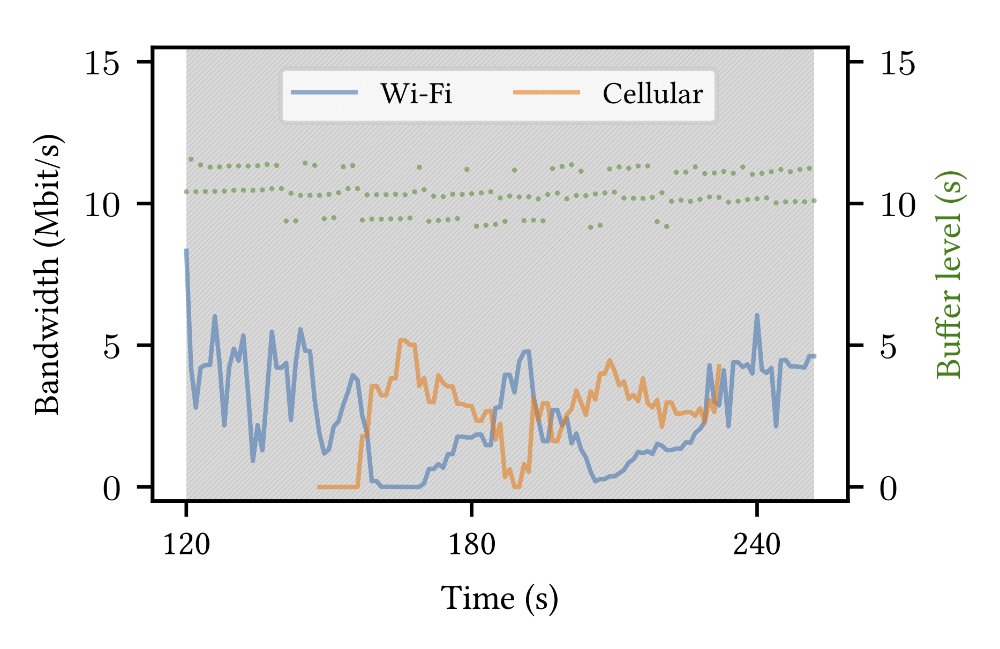 Wi-Fi
Cellular
Bandwidth (Mbit/s)
15
10
5
0
15
10
5
0
Buffer level (s)
120
180
240
Time (s)